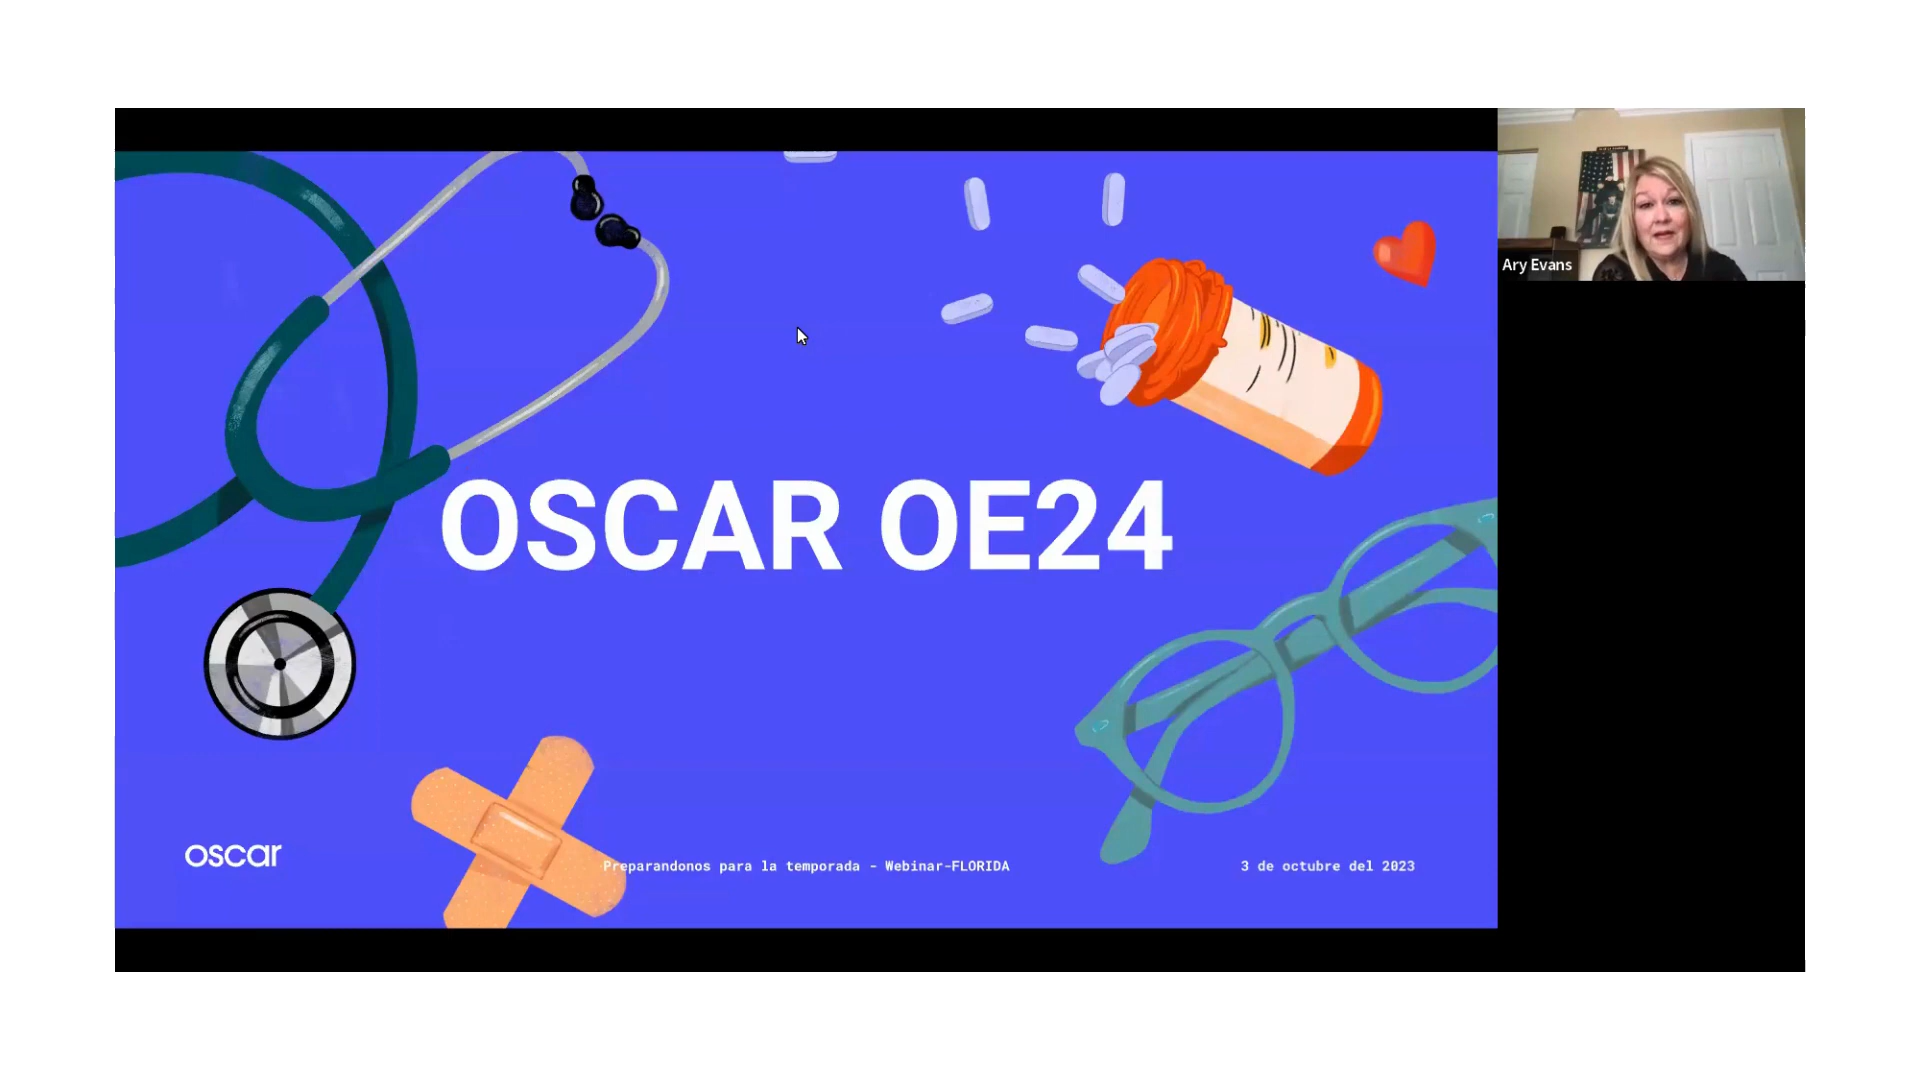 Ary Evans
OSCAR OE24
oscar
Preparandonos para la temporada - Webinar-FLORIDA
3 de octubre del 2023